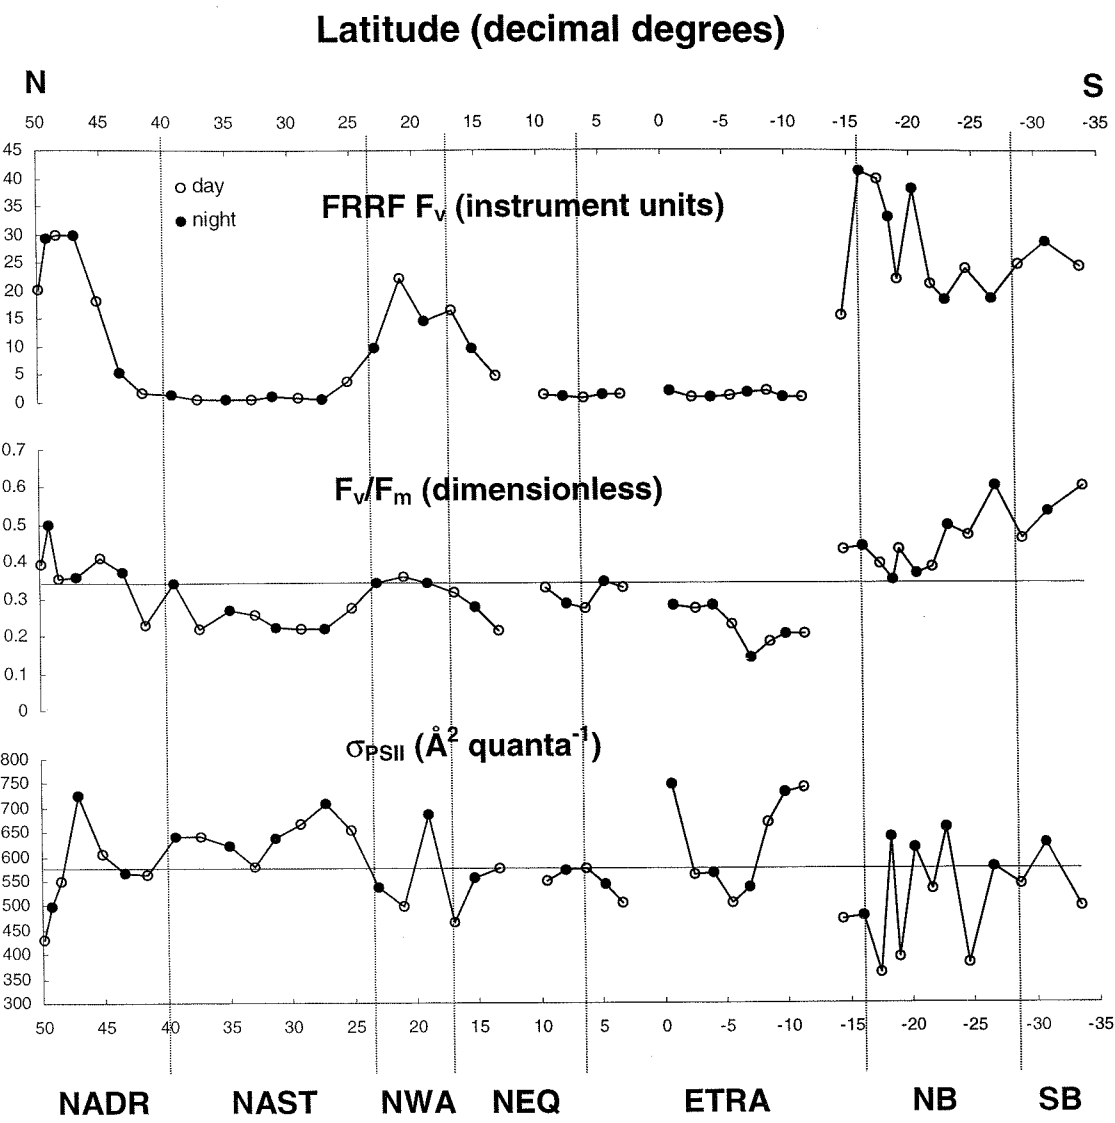 Latitude (decimal degrees)
N S
50 45 40 35 30 25 20 15 10 5 0 -5 -10 -15 -20 -25 -30 -35
45
40
35
30
25
20
15
10
5
0
day
night
FRRF Fv (instrument units)
0.7
0.6
0.5
0.4
0.3
0.2
0.1
0
Fv/Fm (dimensionless)
800
750
700
650
600
550
500
450
400
350
300
σPSII (Å² quanta⁻¹)
50 45 40 35 30 25 20 15 10 5 0 -5 -10 -15 -20 -25 -30 -35
NADR NAST NWA NEQ ETRA NB SB